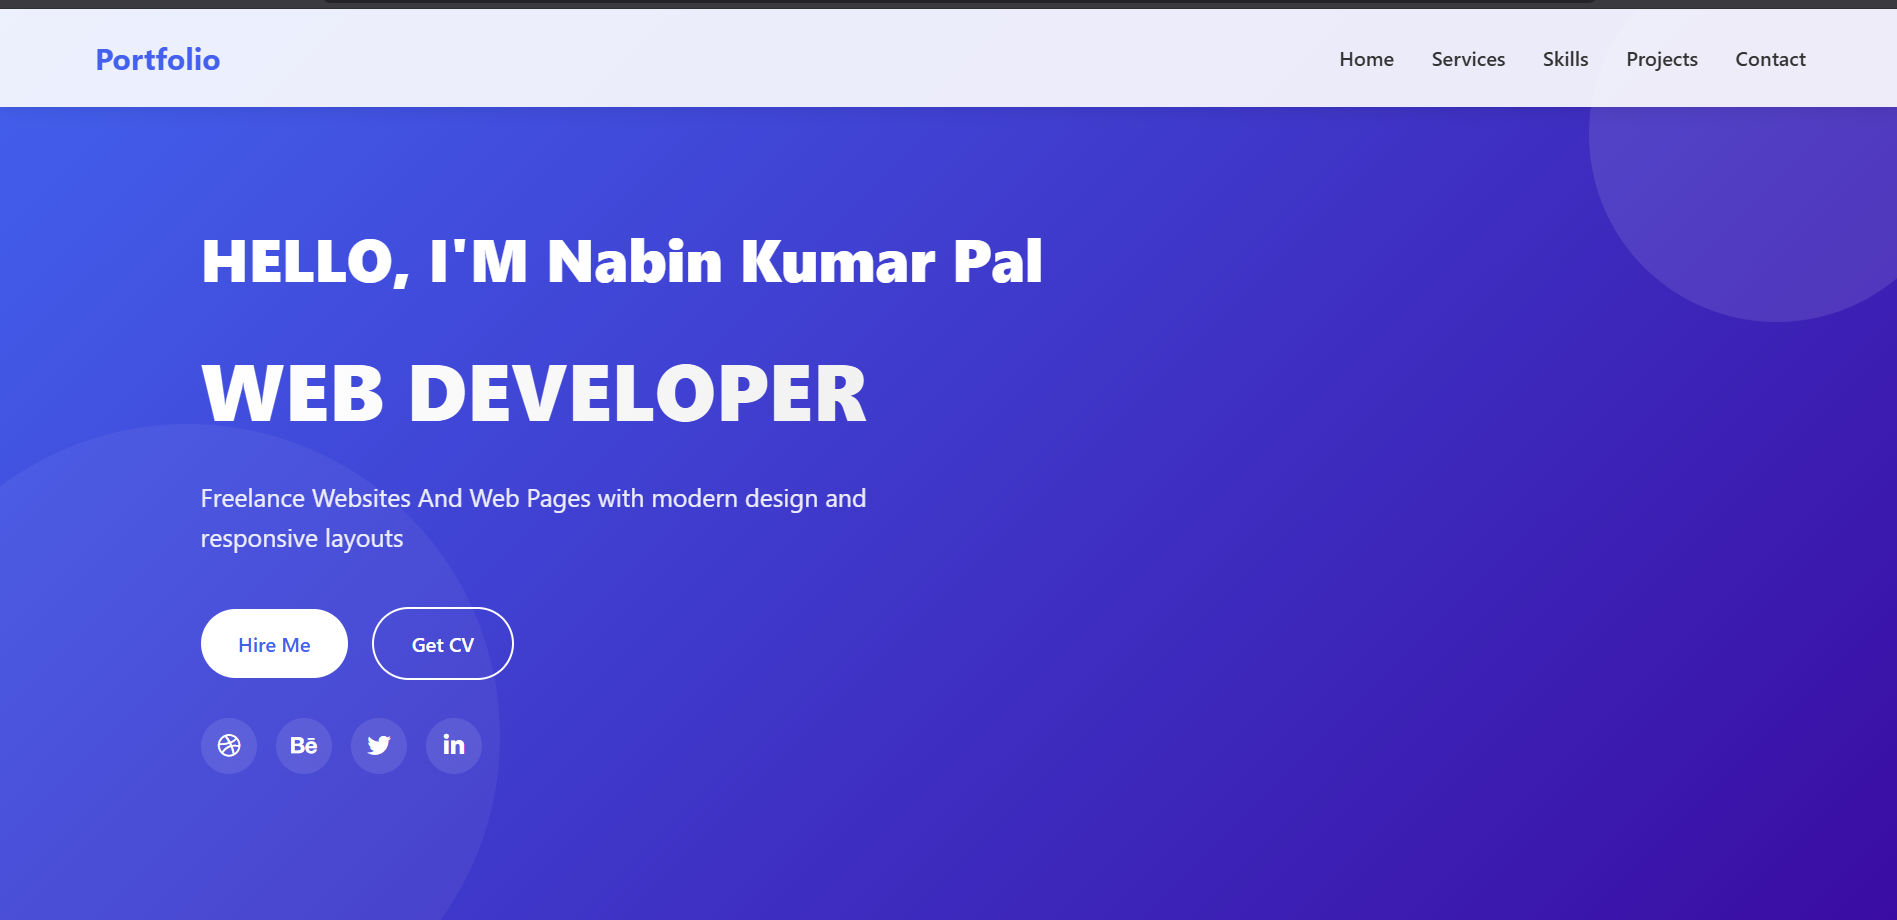 Portfolio
Home Services Skills Projects Contact
HELLO, I'M Nabin Kumar Pal
WEB DEVELOPER
Freelance Websites And Web Pages with modern design and
responsive layouts
Hire Me Get CV
Bē in